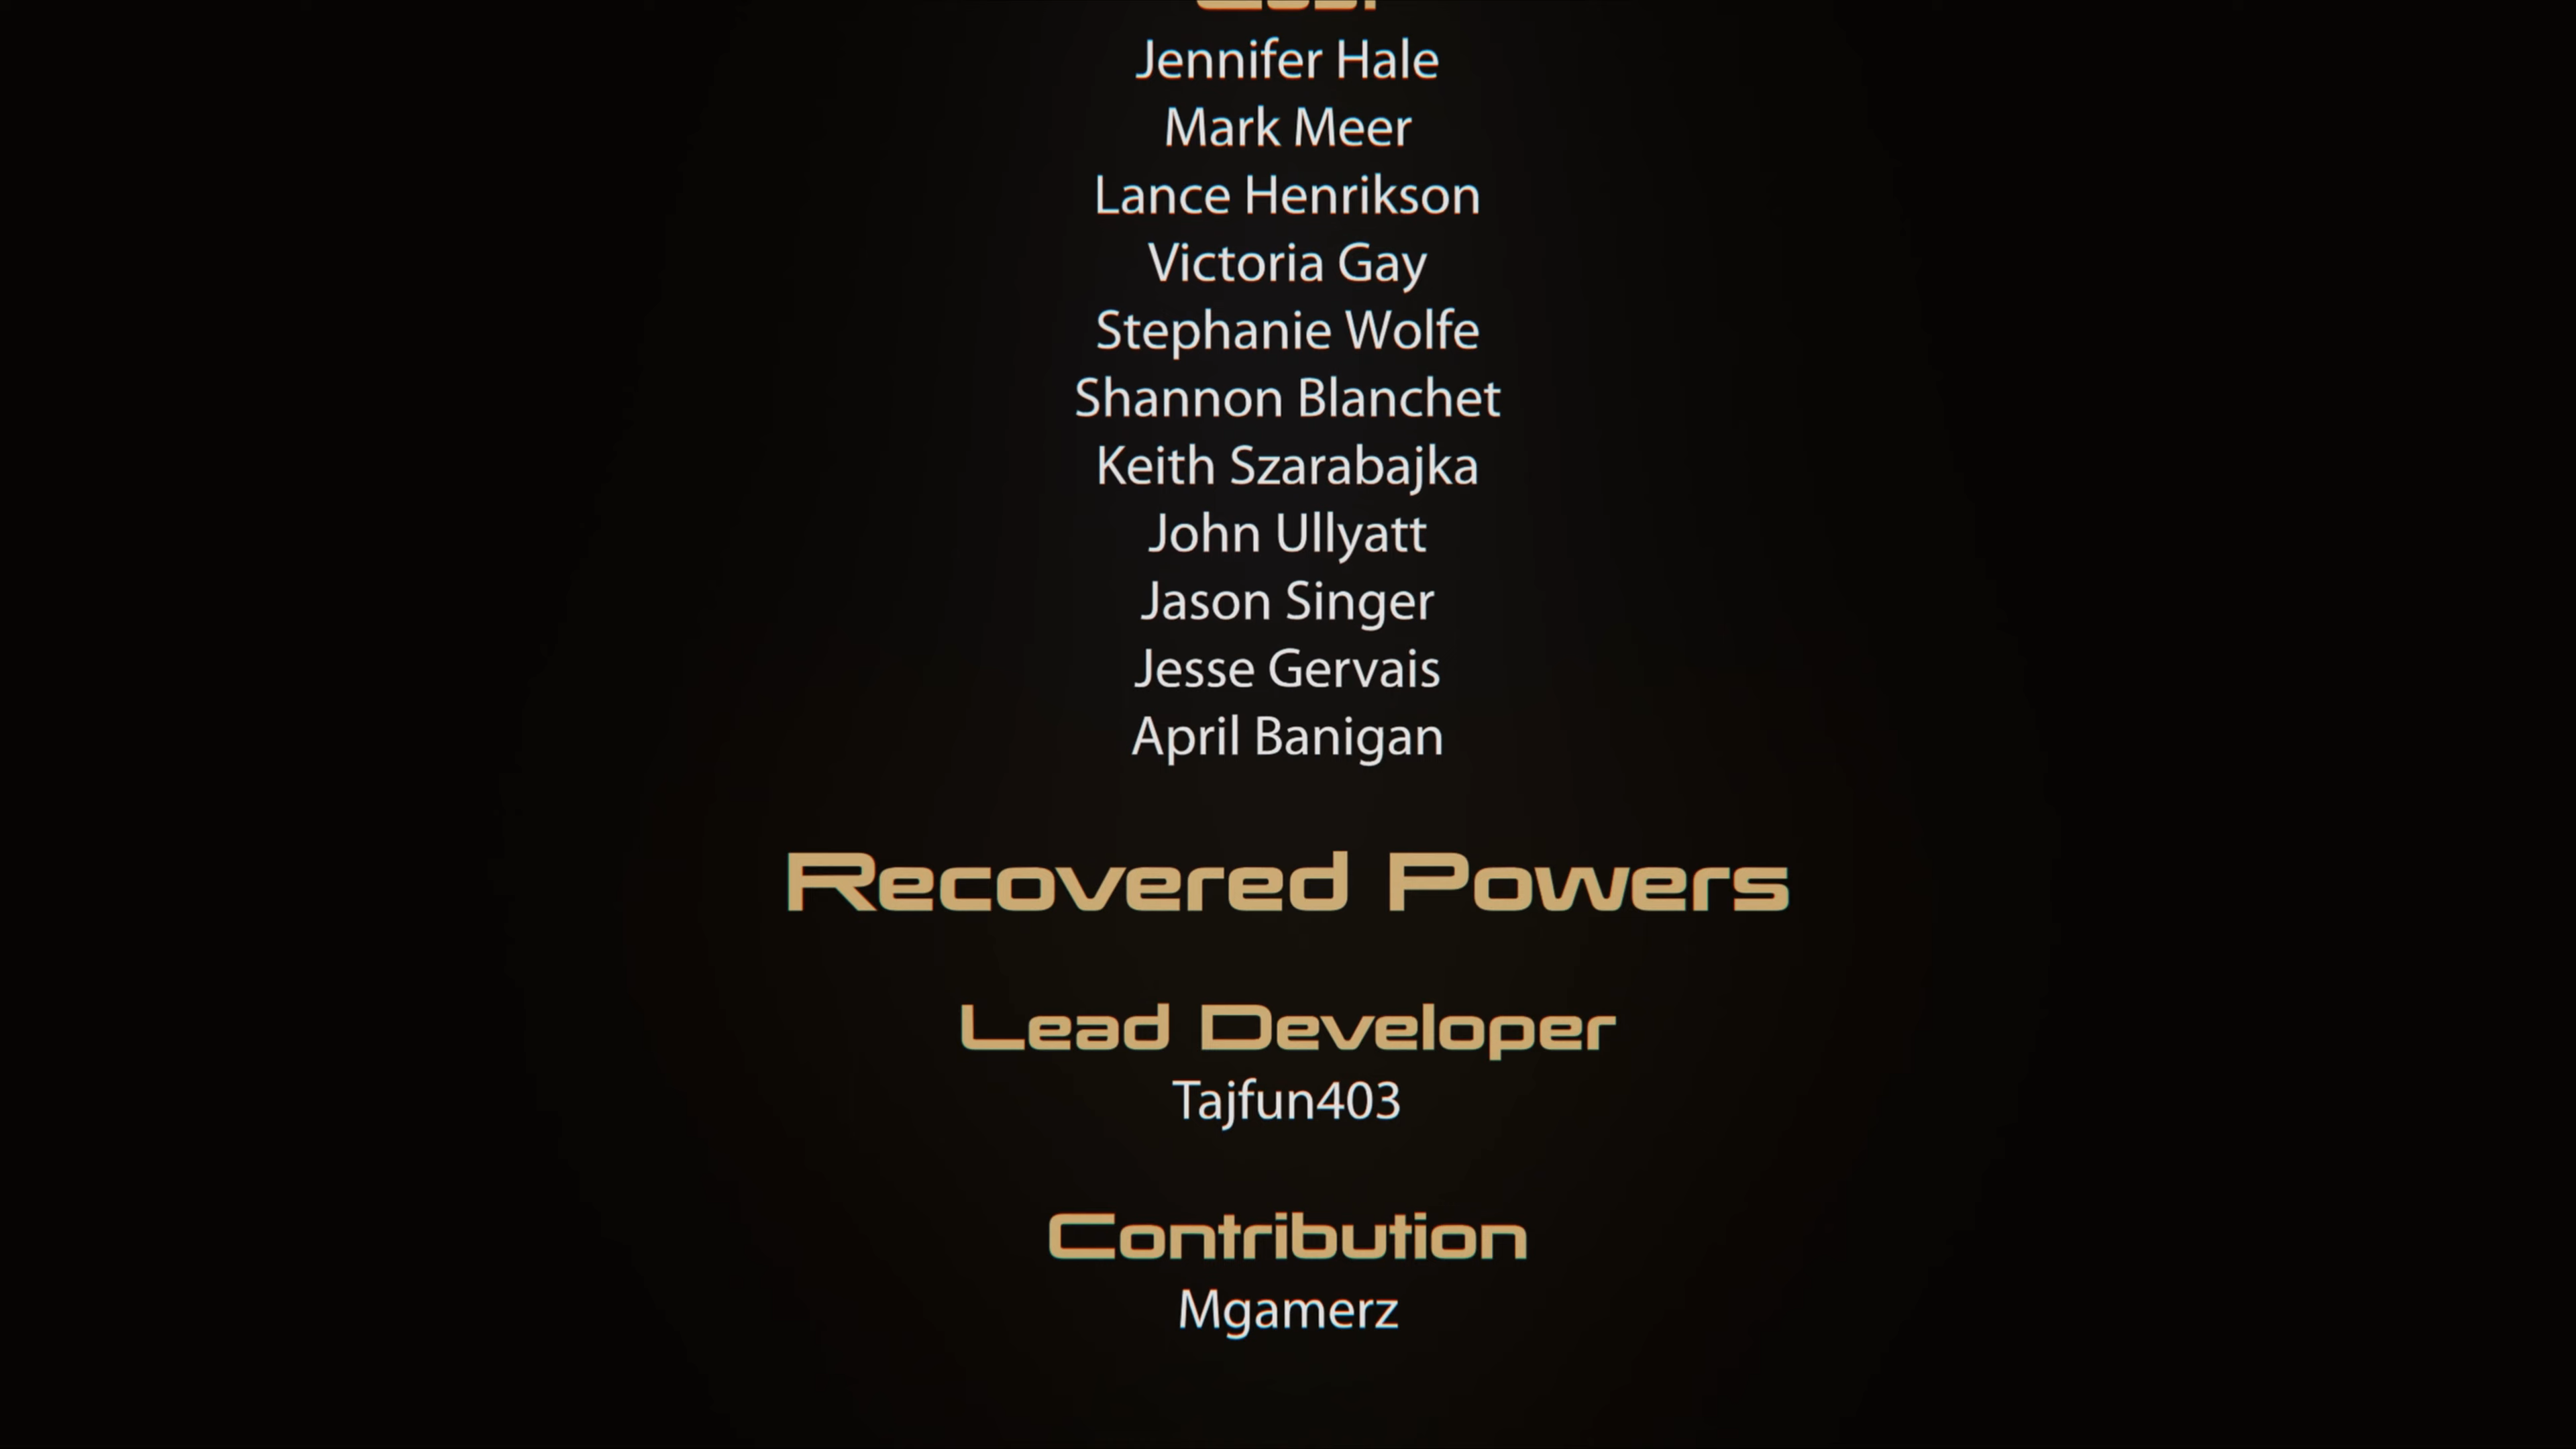 Cast
Jennifer Hale
Mark Meer
Lance Henrikson
Victoria Gay
Stephanie Wolfe
Shannon Blanchet
Keith Szarabajka
John Ullyatt
Jason Singer
Jesse Gervais
April Banigan
Recovered Powers
Lead Developer
Tajfun403
Contribution
Mgamerz